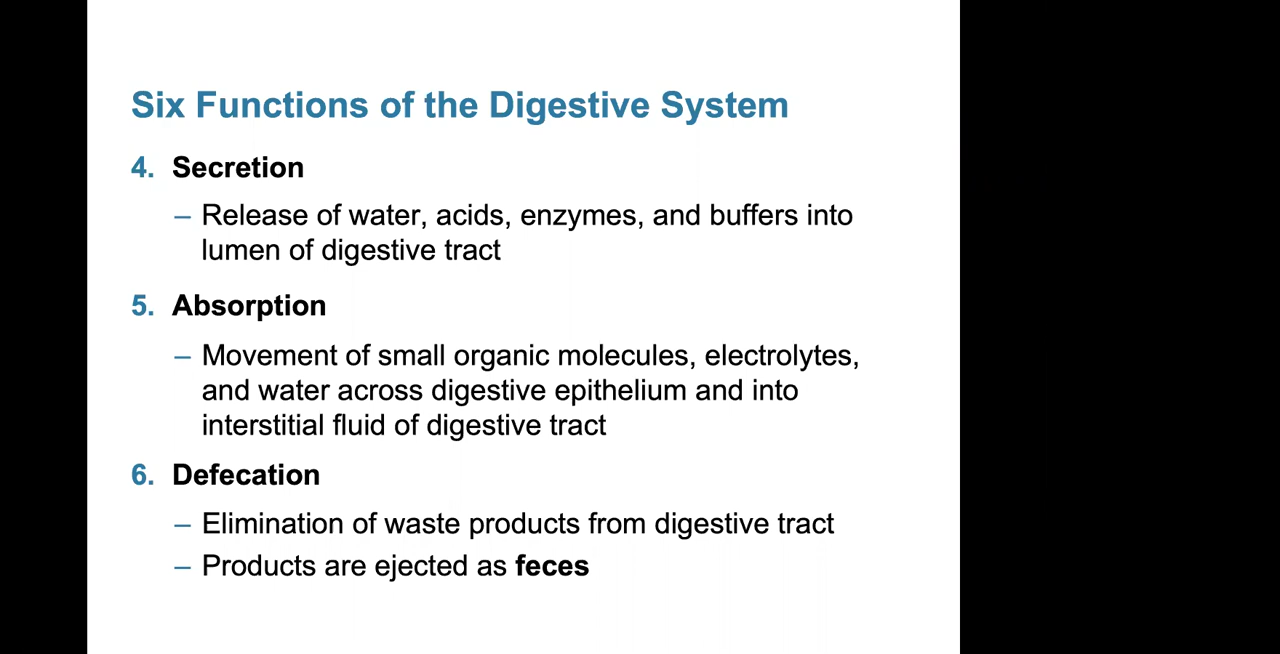 Six Functions of the Digestive System
4. Secretion
– Release of water, acids, enzymes, and buffers into
lumen of digestive tract
5. Absorption
– Movement of small organic molecules, electrolytes,
and water across digestive epithelium and into
interstitial fluid of digestive tract
6. Defecation
– Elimination of waste products from digestive tract
– Products are ejected as feces